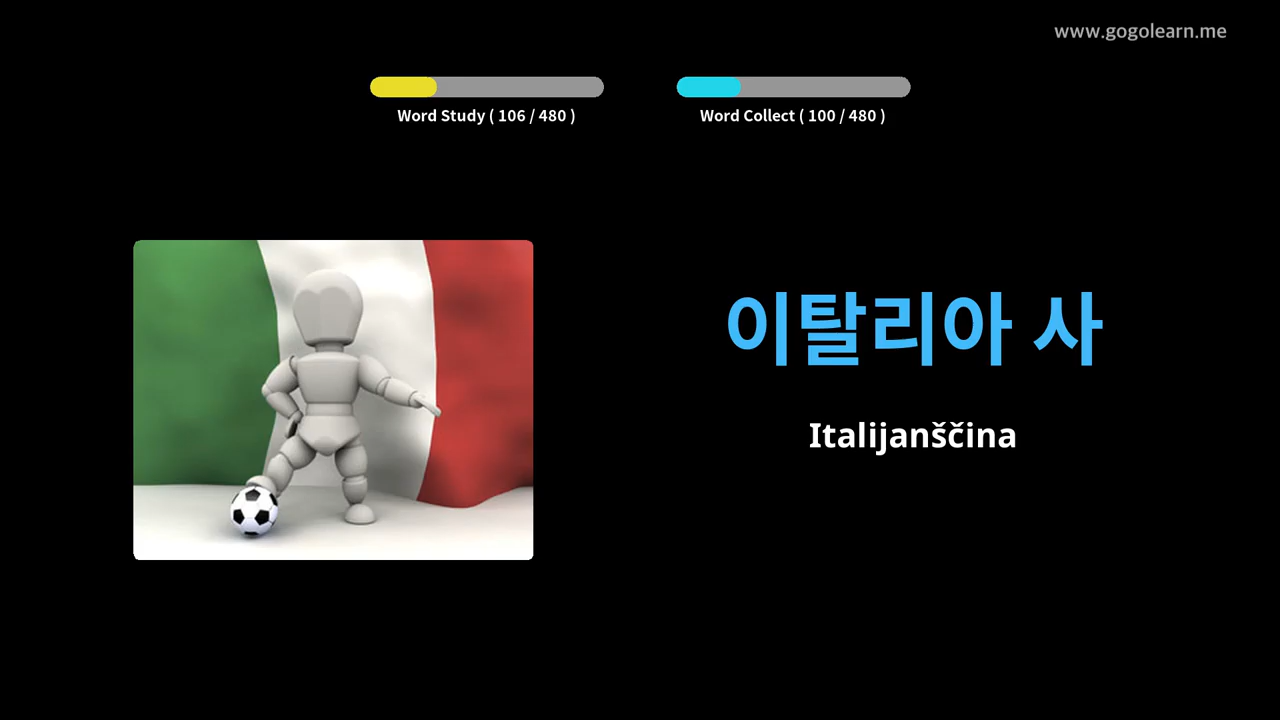 www.gogolearn.me
Word Study ( 106 / 480 )
Word Collect ( 100 / 480 )
이탈리아 사
Italijanščina